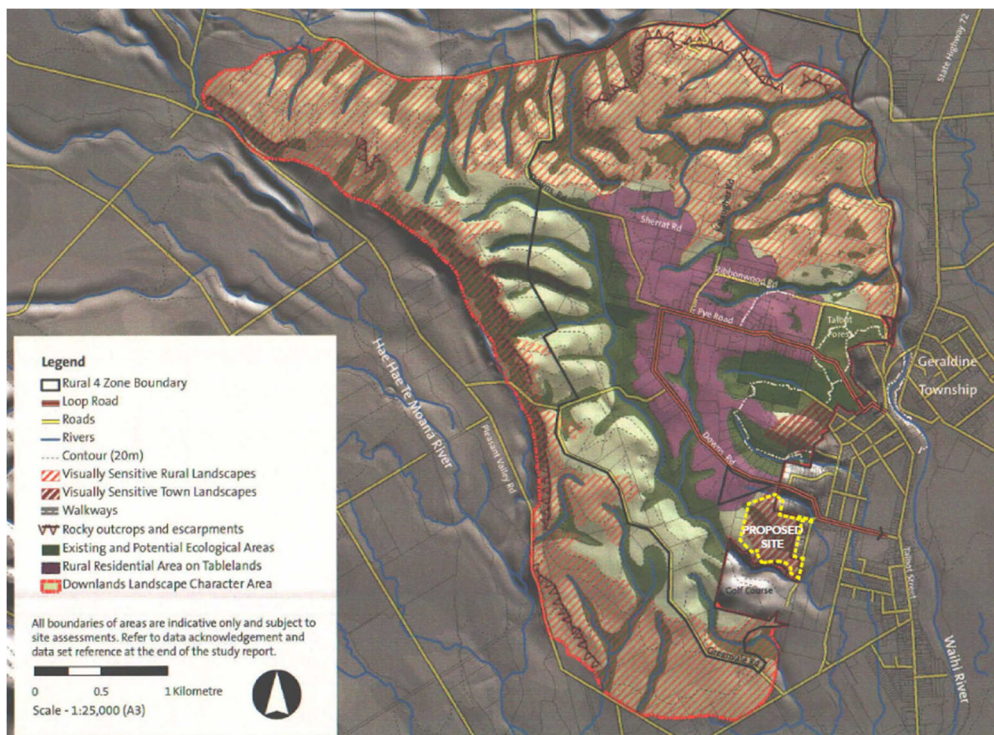 State Highway 72
Sherrat Rd
Ribbonwood Rd
Pye Road
Talbot Forest
Geraldine
Township
Hae Hae Te Moana River
Pleasant Valley Rd
Downs Rd
PROPOSED
SITE
Golf Course
Talbot Street
Waihi River
Legend
Rural 4 Zone Boundary
Loop Road
Roads
Rivers
Contour (20m)
Visually Sensitive Rural Landscapes
Visually Sensitive Town Landscapes
Walkways
Rocky outcrops and escarpments
Existing and Potential Ecological Areas
Rural Residential Area on Tablelands
Downlands Landscape Character Area
All boundaries of areas are indicative only and subject to
site assessments. Refer to data acknowledgement and
data set reference at the end of the study report.
0 0.5 1 Kilometre
Scale - 1:25,000 (A3)